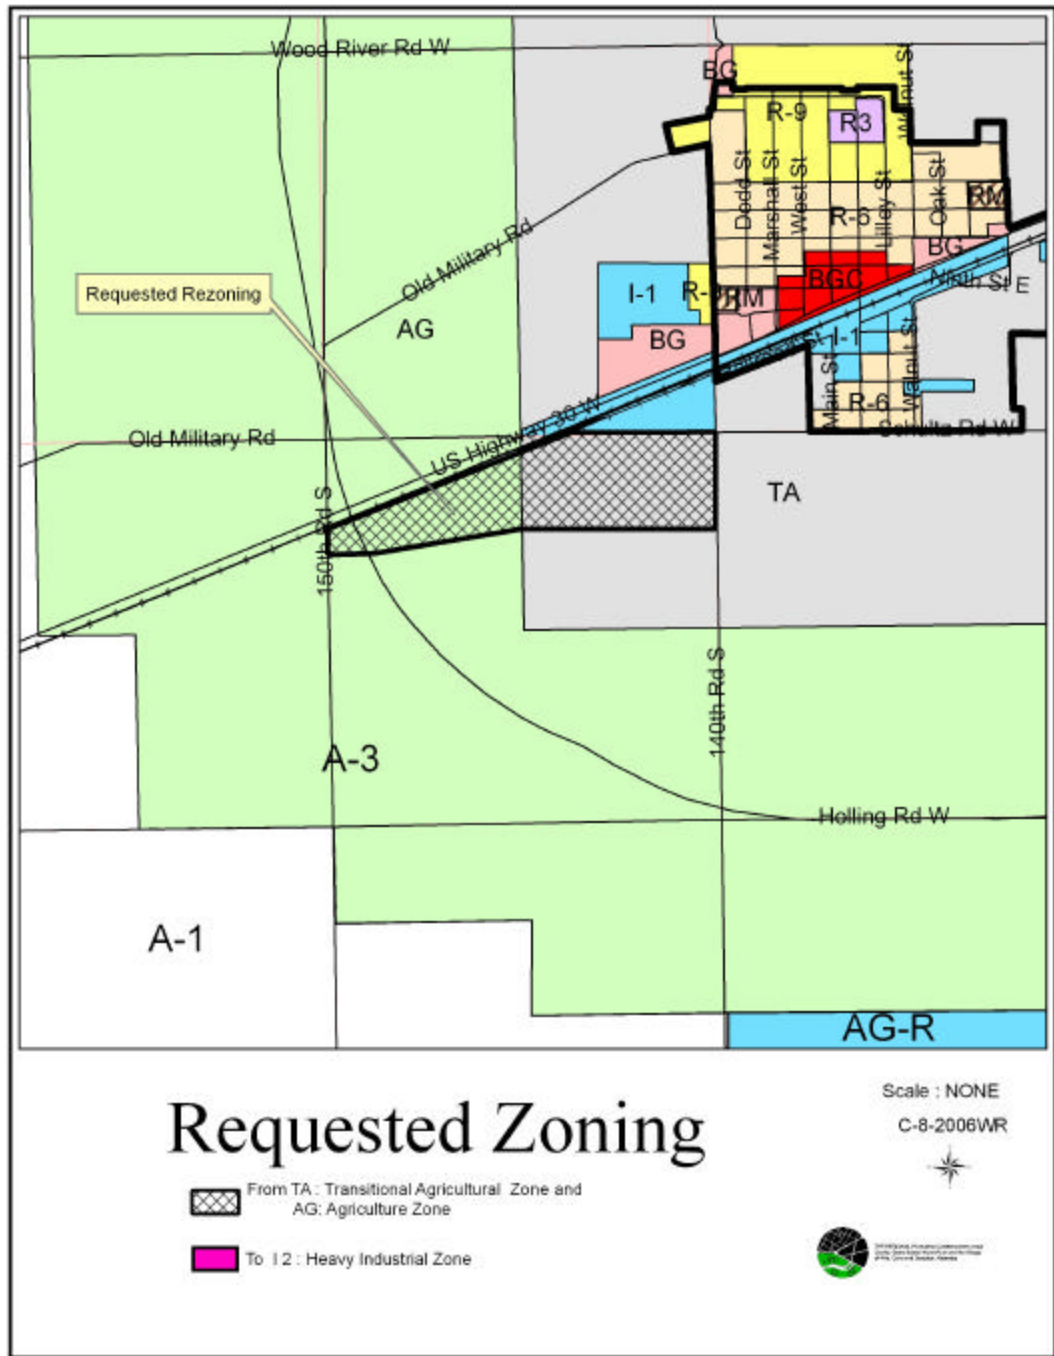 Wood River Rd W
BG
Walnut St
R-9
R3
Dodd St
Marshall St
West St
Lilley St
Oak St
RM
R-6
Old Military Rd
BG
Requested Rezoning
I-1
RM
BGC
Ninth St E
AG
BG
St
I-1
Main St
Walnut St
R-6
US Highway 30 W
Old Military Rd
Schultz Rd W
TA
150th Rd S
140th Rd S
A-3
Holling Rd W
A-1
AG-R
Requested Zoning
Scale : NONE
C-8-2006WR
From TA : Transitional Agricultural Zone and
AG: Agriculture Zone
To I 2 : Heavy Industrial Zone